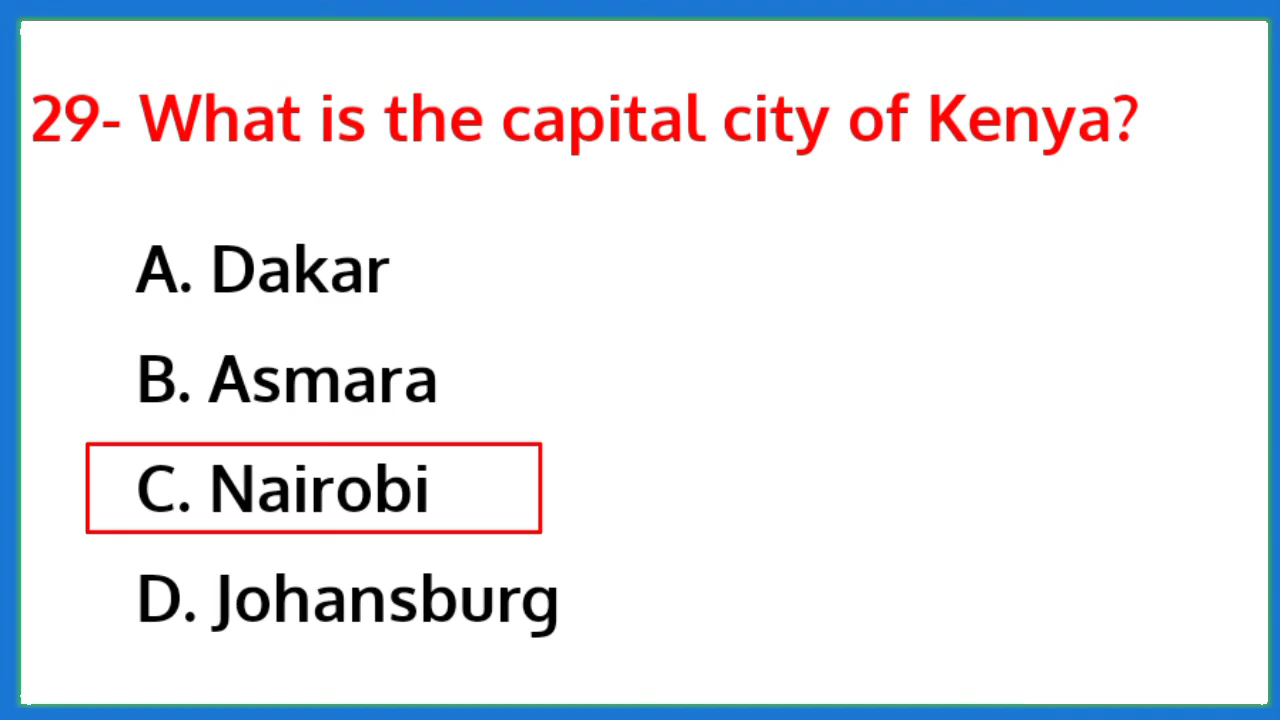 29- What is the capital city of Kenya?
A. Dakar
B. Asmara
C. Nairobi
D. Johansburg